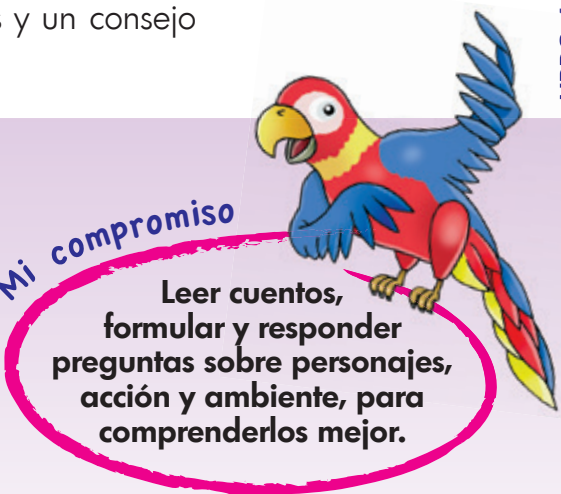 s y un consejo
Mi compromiso
Leer cuentos,
formular y responder
preguntas sobre personajes,
acción y ambiente, para
comprenderlos mejor.